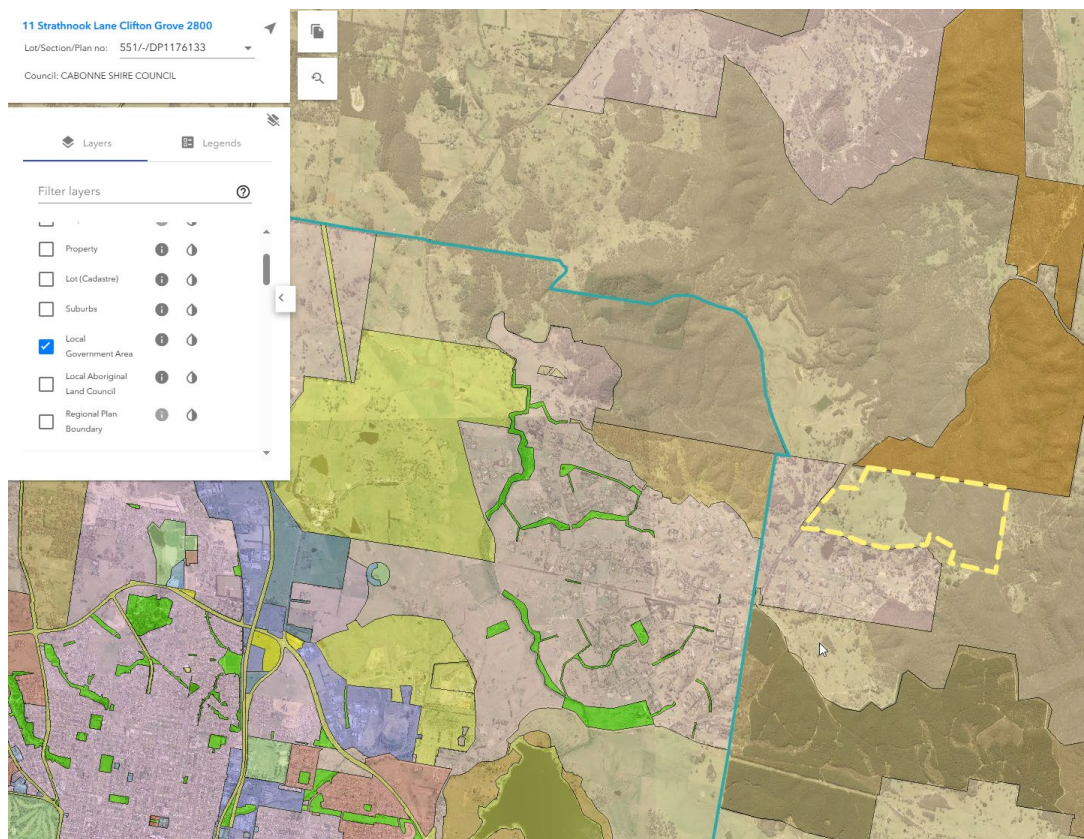 11 Strathnook Lane Clifton Grove 2800
Lot/Section/Plan no: 551/-/DP1176133
Council: CABONNE SHIRE COUNCIL
Layers Legends
Filter layers
Property
Lot (Cadastre)
Suburbs
Local
Government Area
Local Aboriginal
Land Council
Regional Plan
Boundary